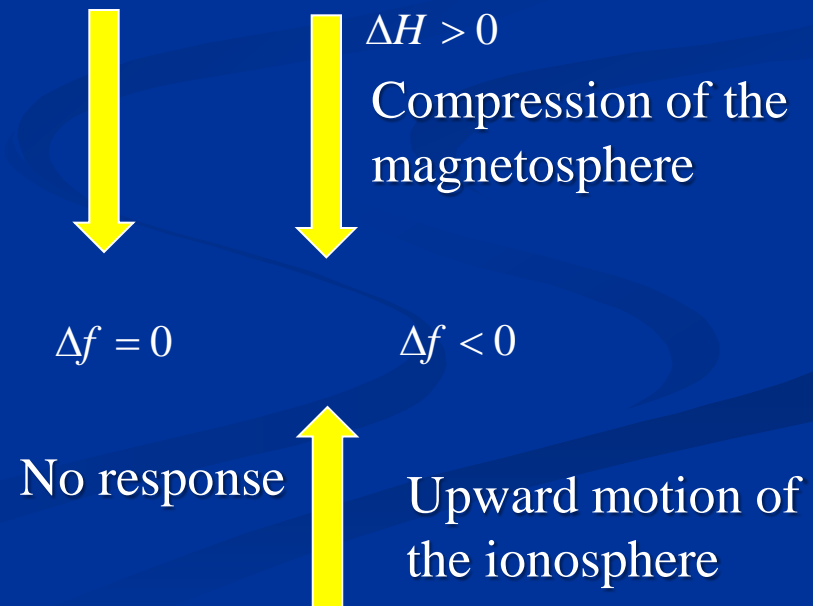 ΔH > 0
Compression of the
magnetosphere
Δf = 0
Δf < 0
No response
Upward motion of
the ionosphere